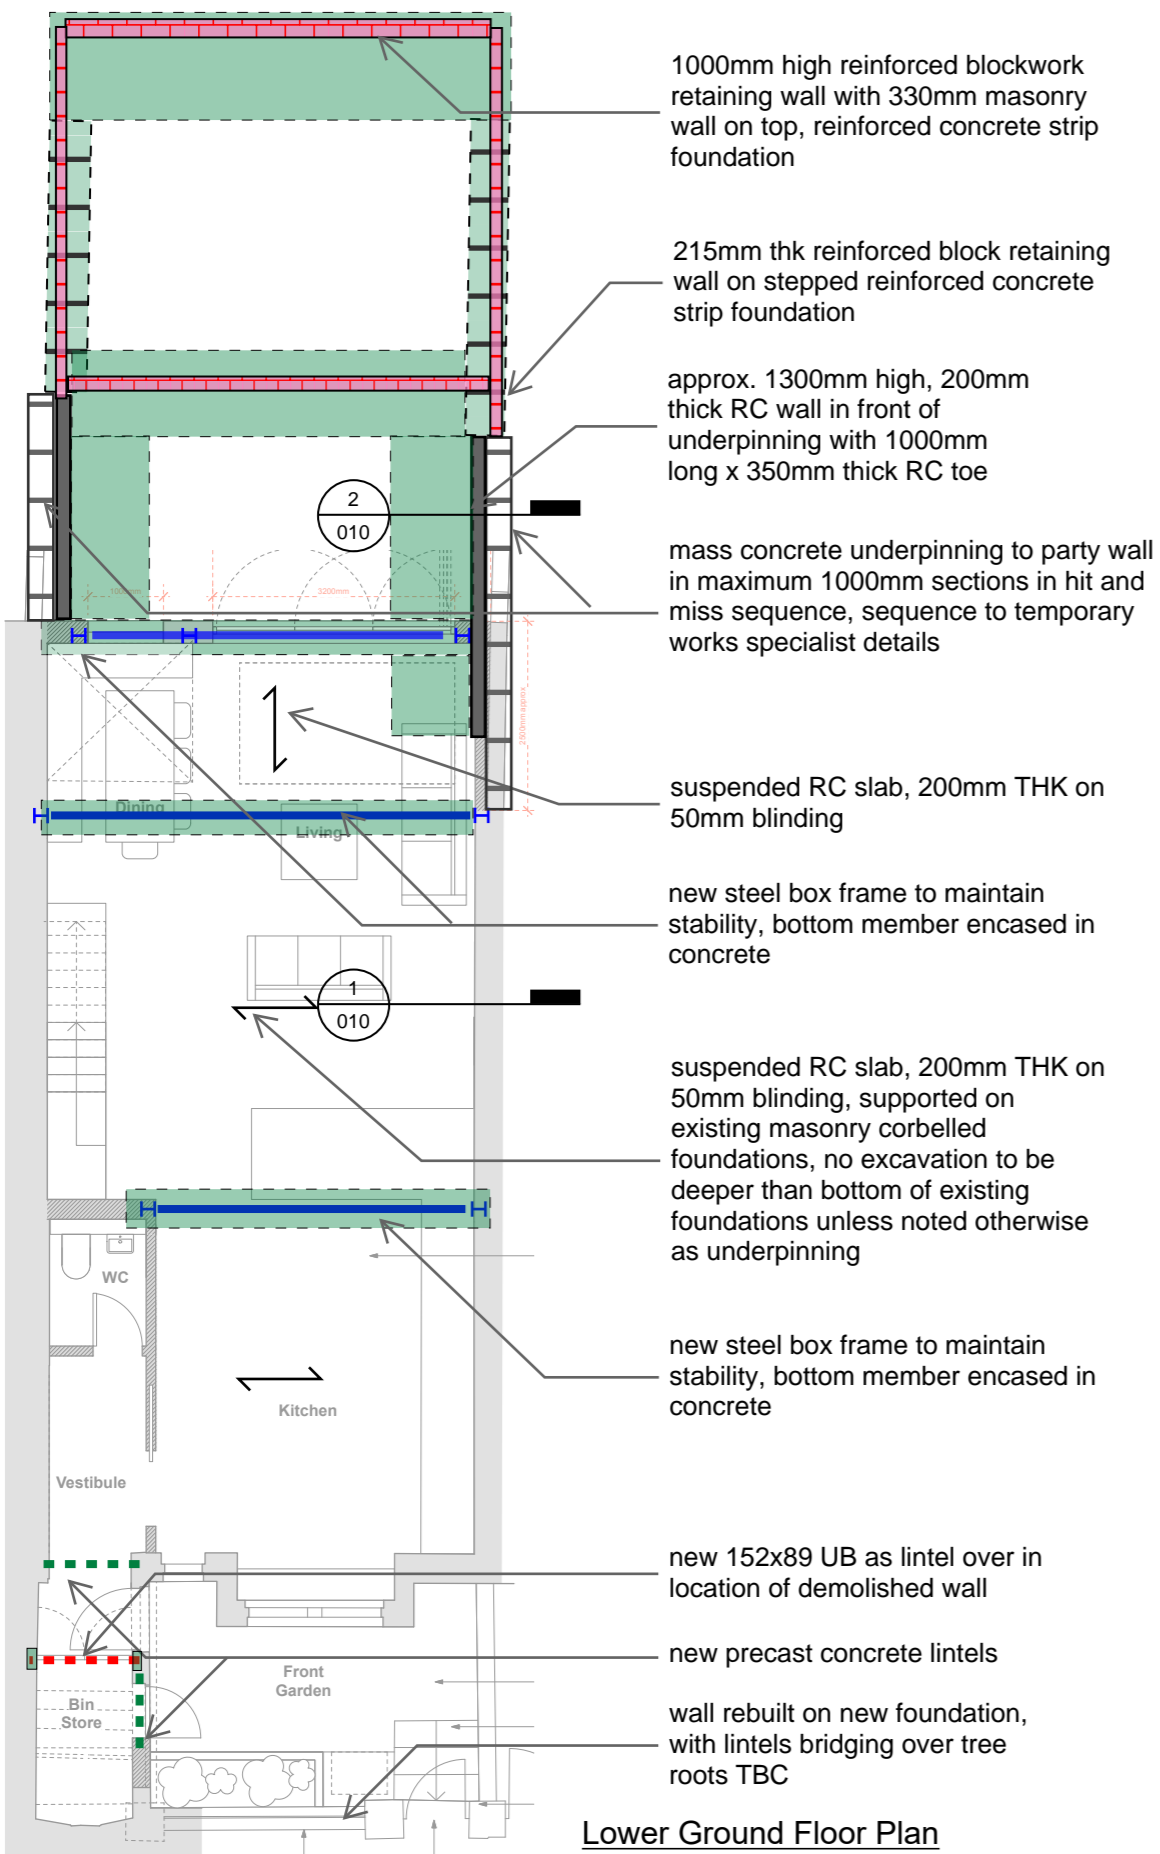 1000mm high reinforced blockwork
retaining wall with 330mm masonry
wall on top, reinforced concrete strip
foundation
215mm thk reinforced block retaining
wall on stepped reinforced concrete
strip foundation
approx. 1300mm high, 200mm
thick RC wall in front of
underpinning with 1000mm
long x 350mm thick RC toe
2
010
mass concrete underpinning to party wall
in maximum 1000mm sections in hit and
miss sequence, sequence to temporary
works specialist details
1000mm
3200mm
2500mm approx
suspended RC slab, 200mm THK on
50mm blinding
Dining
Living
new steel box frame to maintain
stability, bottom member encased in
concrete
1
010
suspended RC slab, 200mm THK on
50mm blinding, supported on
existing masonry corbelled
foundations, no excavation to be
deeper than bottom of existing
foundations unless noted otherwise
as underpinning
WC
new steel box frame to maintain
stability, bottom member encased in
concrete
Kitchen
Vestibule
new 152x89 UB as lintel over in
location of demolished wall
new precast concrete lintels
Front
Garden
Bin
Store
wall rebuilt on new foundation,
with lintels bridging over tree
roots TBC
Lower Ground Floor Plan